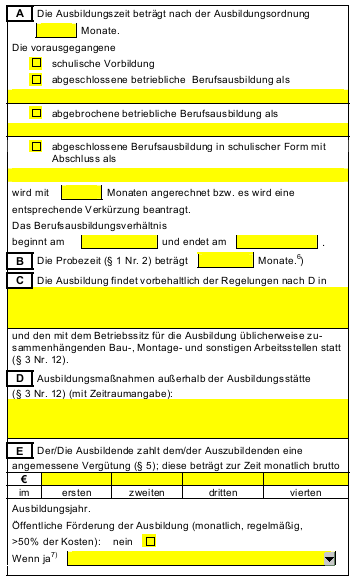 A Die Ausbildungszeit beträgt nach der Ausbildungsordnung
Monate.
Die vorausgegangene
schulische Vorbildung
abgeschlossene betriebliche Berufsausbildung als
abgebrochene betriebliche Berufsausbildung als
abgeschlossene Berufsausbildung in schulischer Form mit
Abschluss als
wird mit Monaten angerechnet bzw. es wird eine
entsprechende Verkürzung beantragt.
Das Berufsausbildungsverhältnis
beginnt am und endet am .
B Die Probezeit (§ 1 Nr. 2) beträgt Monate.⁶)
C Die Ausbildung findet vorbehaltlich der Regelungen nach D in
und den mit dem Betriebssitz für die Ausbildung üblicherweise zu-
sammenhängenden Bau-, Montage- und sonstigen Arbeitsstellen statt
(§ 3 Nr. 12).
D Ausbildungsmaßnahmen außerhalb der Ausbildungsstätte
(§ 3 Nr. 12) (mit Zeitraumangabe):
E Der/Die Ausbildende zahlt dem/der Auszubildenden eine
angemessene Vergütung (§ 5); diese beträgt zur Zeit monatlich brutto
€
im ersten zweiten dritten vierten
Ausbildungsjahr.
Öffentliche Förderung der Ausbildung (monatlich, regelmäßig,
>50% der Kosten): nein
Wenn ja⁷⁾